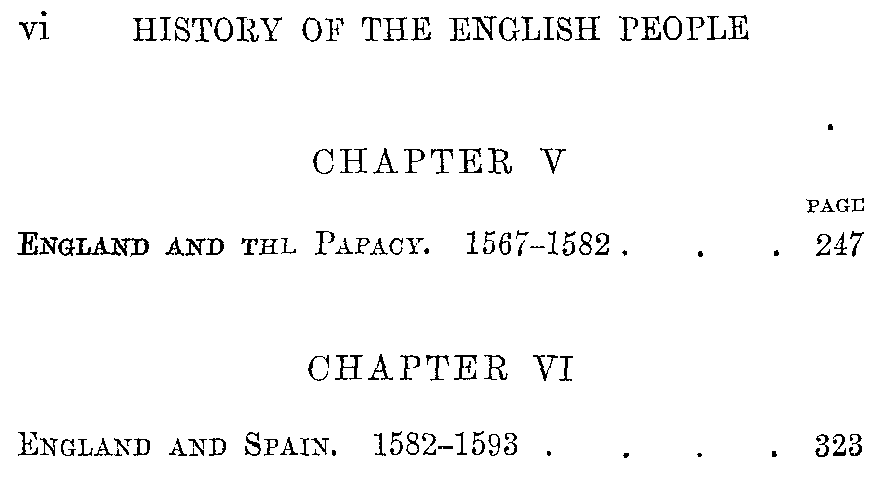 vi HISTORY OF THE ENGLISH PEOPLE
CHAPTER V
PAGE
ENGLAND AND THE PAPACY. 1567–1582 . . . 247
CHAPTER VI
ENGLAND AND SPAIN. 1582–1593 . . . . 323